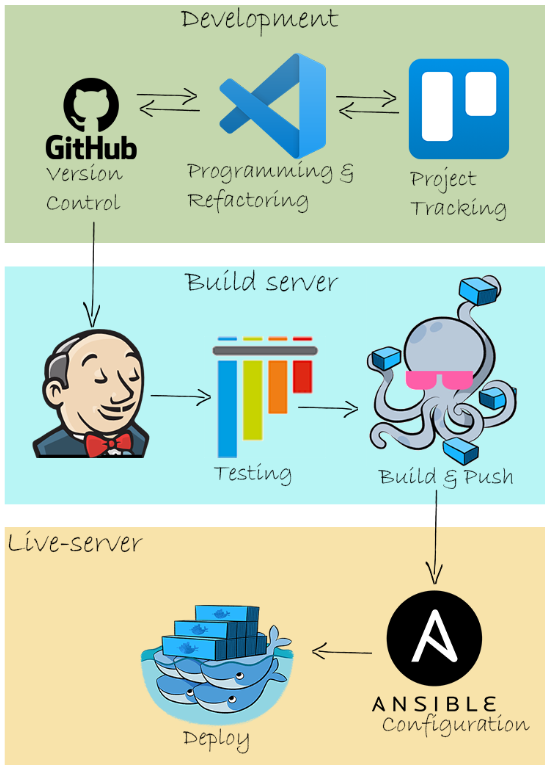 Development
GitHub
Version
Control
Programming &
Refactoring
Project
Tracking
Build server
Testing
Build & Push
Live-server
ANSIBLE
Configuration
Deploy